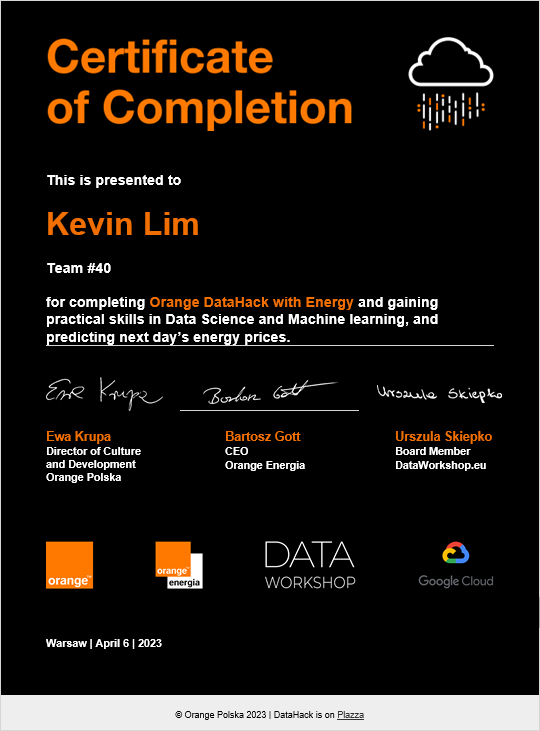 Certificate
of Completion
This is presented to
Kevin Lim
Team #40
for completing Orange DataHack with Energy and gaining
practical skills in Data Science and Machine learning, and
predicting next day's energy prices.
Ewa Krupa
Bartosz Gott
Urszula Skiepko
Ewa Krupa
Director of Culture
and Development
Orange Polska
Bartosz Gott
CEO
Orange Energia
Urszula Skiepko
Board Member
DataWorkshop.eu
orange™
orange™
energia
DATA
WORKSHOP
Google Cloud
Warsaw | April 6 | 2023
© Orange Polska 2023 | DataHack is on Plazza